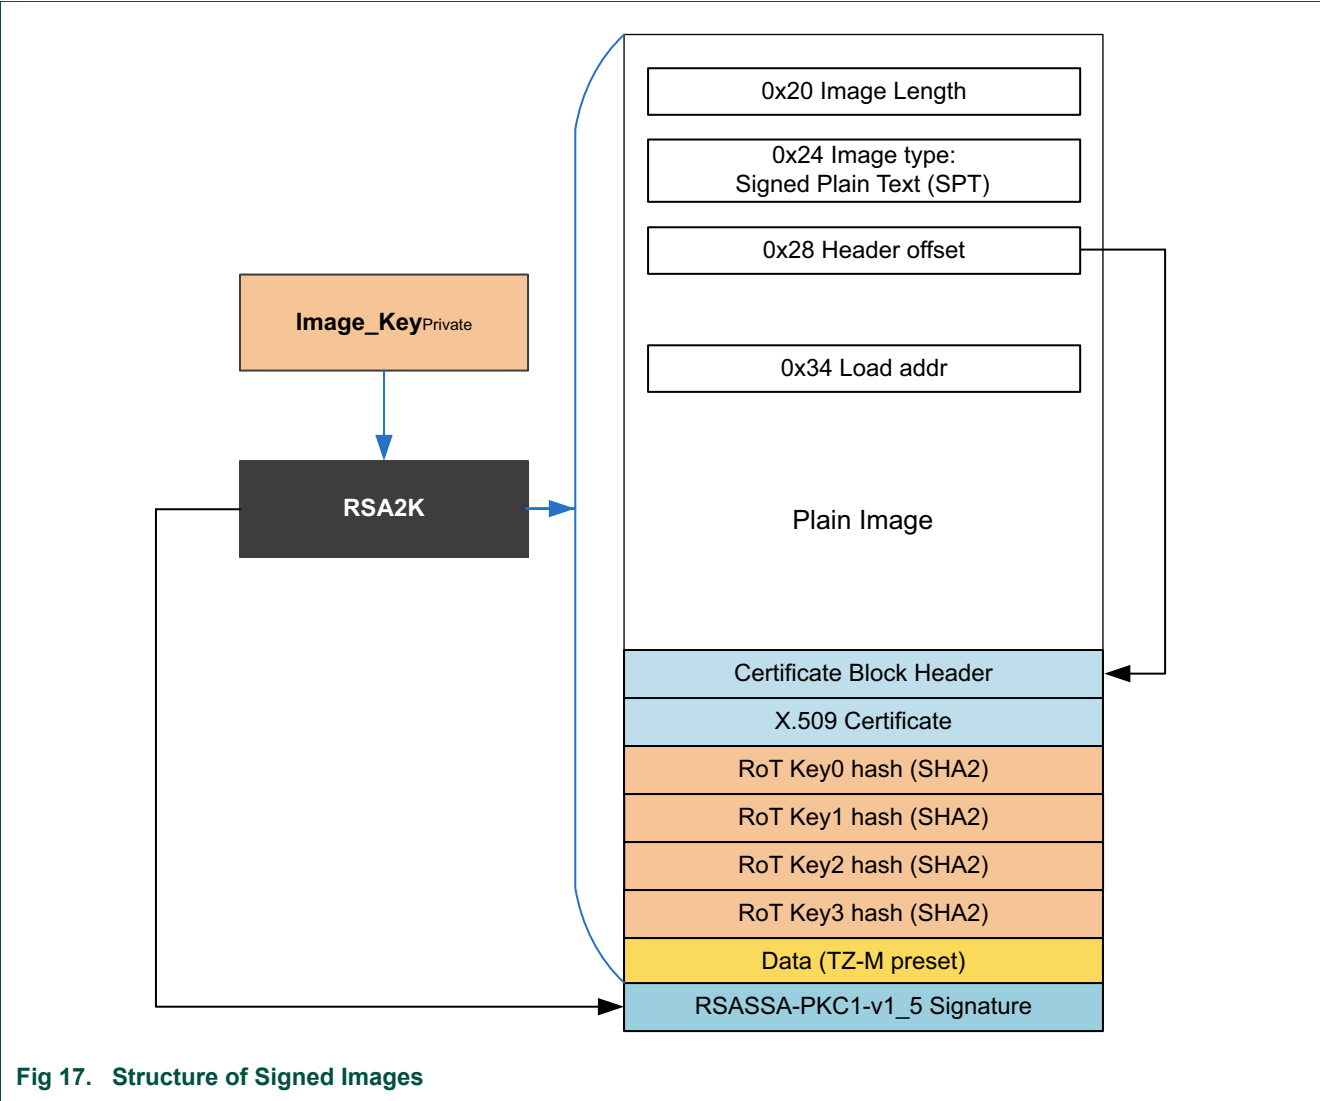 0x20 Image Length
0x24 Image type:
Signed Plain Text (SPT)
0x28 Header offset
Image_KeyPrivate
0x34 Load addr
RSA2K
Plain Image
Certificate Block Header
X.509 Certificate
RoT Key0 hash (SHA2)
RoT Key1 hash (SHA2)
RoT Key2 hash (SHA2)
RoT Key3 hash (SHA2)
Data (TZ-M preset)
RSASSA-PKC1-v1_5 Signature
Fig 17. Structure of Signed Images